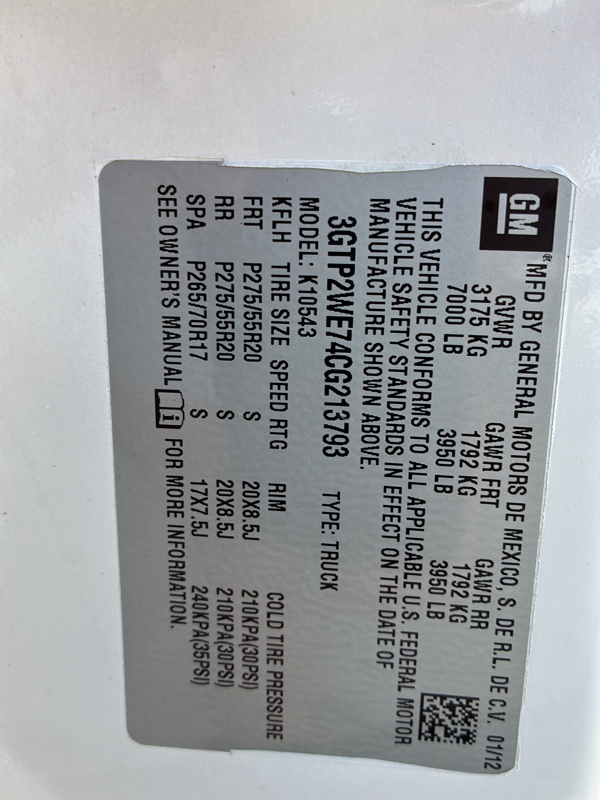 GM® MFD BY GENERAL MOTORS DE MEXICO, S. DE R.L. DE C.V. 01/12
GVWR GAWR FRT GAWR RR
3175 KG 1792 KG 1792 KG
7000 LB 3950 LB 3950 LB
THIS VEHICLE CONFORMS TO ALL APPLICABLE U.S. FEDERAL MOTOR
VEHICLE SAFETY STANDARDS IN EFFECT ON THE DATE OF
MANUFACTURE SHOWN ABOVE.
3GTP2WE74CG213793 TYPE: TRUCK
MODEL: K10543
KFLH TIRE SIZE SPEED RTG RIM COLD TIRE PRESSURE
FRT P275/55R20 S 20X8.5J 210KPA(30PSI)
RR P275/55R20 S 20X8.5J 210KPA(30PSI)
SPA P265/70R17 S 17X7.5J 240KPA(35PSI)
SEE OWNER'S MANUAL i FOR MORE INFORMATION.